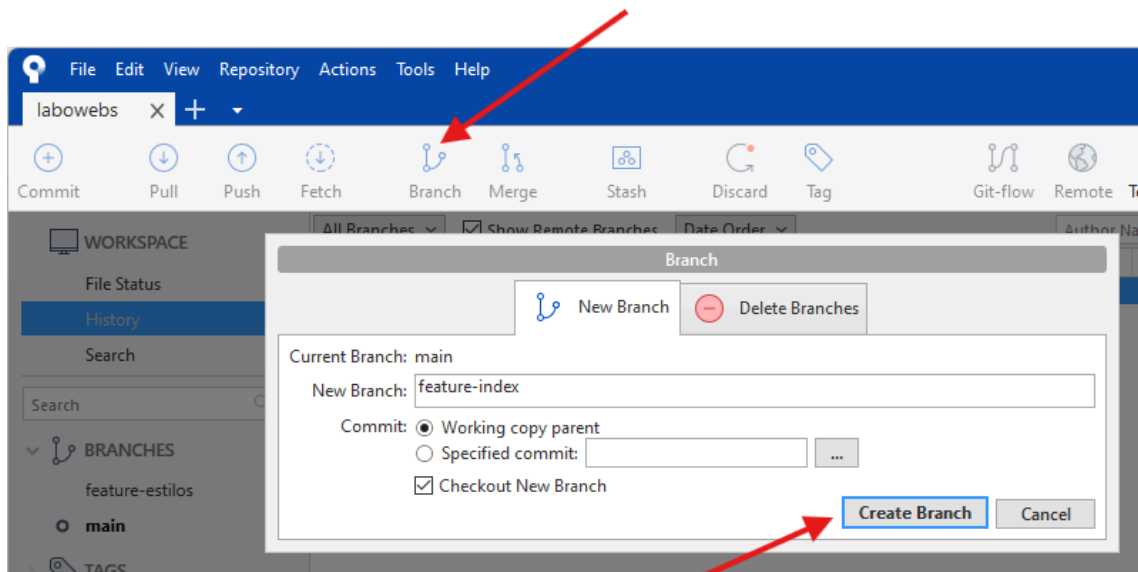 File Edit View Repository Actions Tools Help
labowebs
Commit Pull Push Fetch Branch Merge Stash Discard Tag Git-flow Remote
All Branches Show Remote Branches Date Order Author Na
WORKSPACE
File Status
History
Search
Search
BRANCHES
feature-estilos
main
TAGS
Branch
New Branch Delete Branches
Current Branch: main
New Branch: feature-index
Commit: Working copy parent
Specified commit: ...
Checkout New Branch
Create Branch Cancel